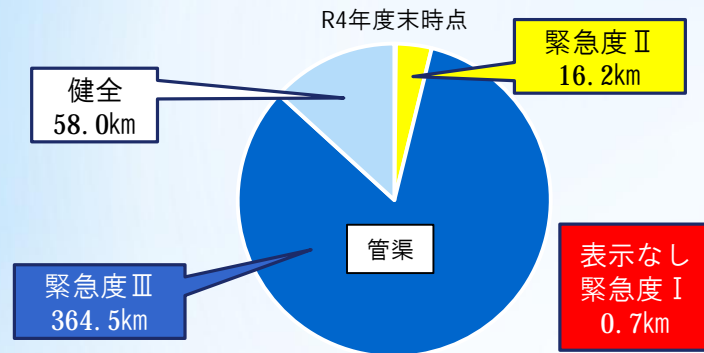 R4年度末時点
緊急度Ⅱ
16.2㎞
健全
58.0㎞
管渠
緊急度Ⅲ
364.5㎞
表示なし
緊急度Ⅰ
0.7㎞